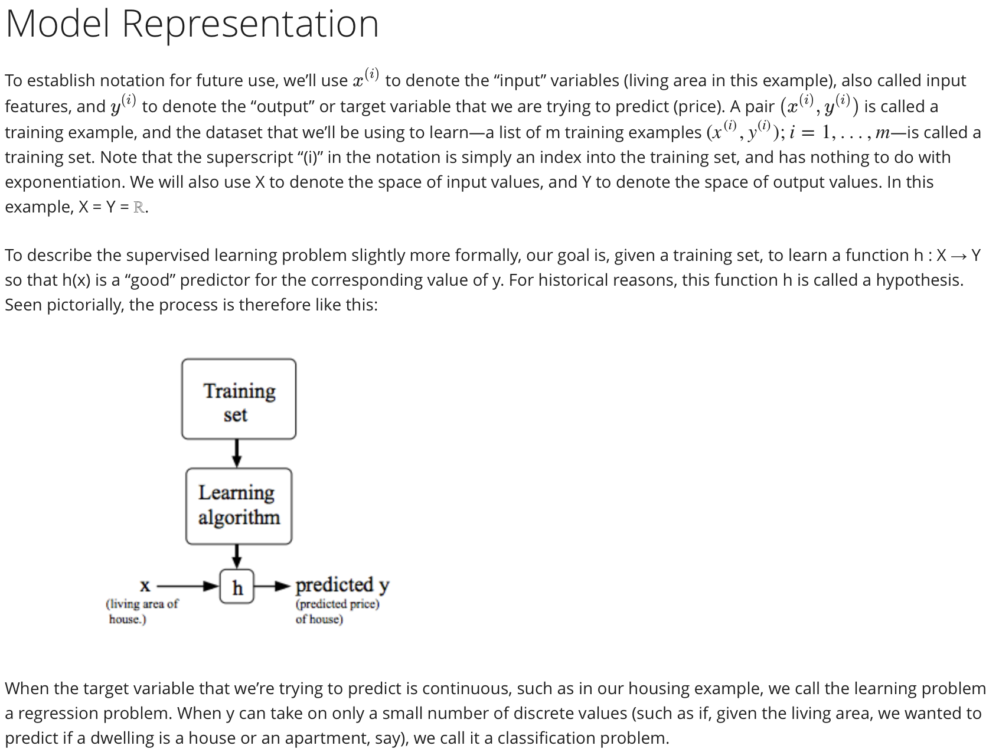 Model Representation
To establish notation for future use, we’ll use x^(i) to denote the “input” variables (living area in this example), also called input
features, and y^(i) to denote the “output” or target variable that we are trying to predict (price). A pair (x^(i), y^(i)) is called a
training example, and the dataset that we’ll be using to learn—a list of m training examples (x^(i), y^(i)); i = 1, . . . , m—is called a
training set. Note that the superscript “(i)” in the notation is simply an index into the training set, and has nothing to do with
exponentiation. We will also use X to denote the space of input values, and Y to denote the space of output values. In this
example, X = Y = ℝ.
To describe the supervised learning problem slightly more formally, our goal is, given a training set, to learn a function h : X → Y
so that h(x) is a “good” predictor for the corresponding value of y. For historical reasons, this function h is called a hypothesis.
Seen pictorially, the process is therefore like this:
Training
set
Learning
algorithm
x
h
predicted y
(living area of
house.)
(predicted price)
of house)
When the target variable that we’re trying to predict is continuous, such as in our housing example, we call the learning problem
a regression problem. When y can take on only a small number of discrete values (such as if, given the living area, we wanted to
predict if a dwelling is a house or an apartment, say), we call it a classification problem.